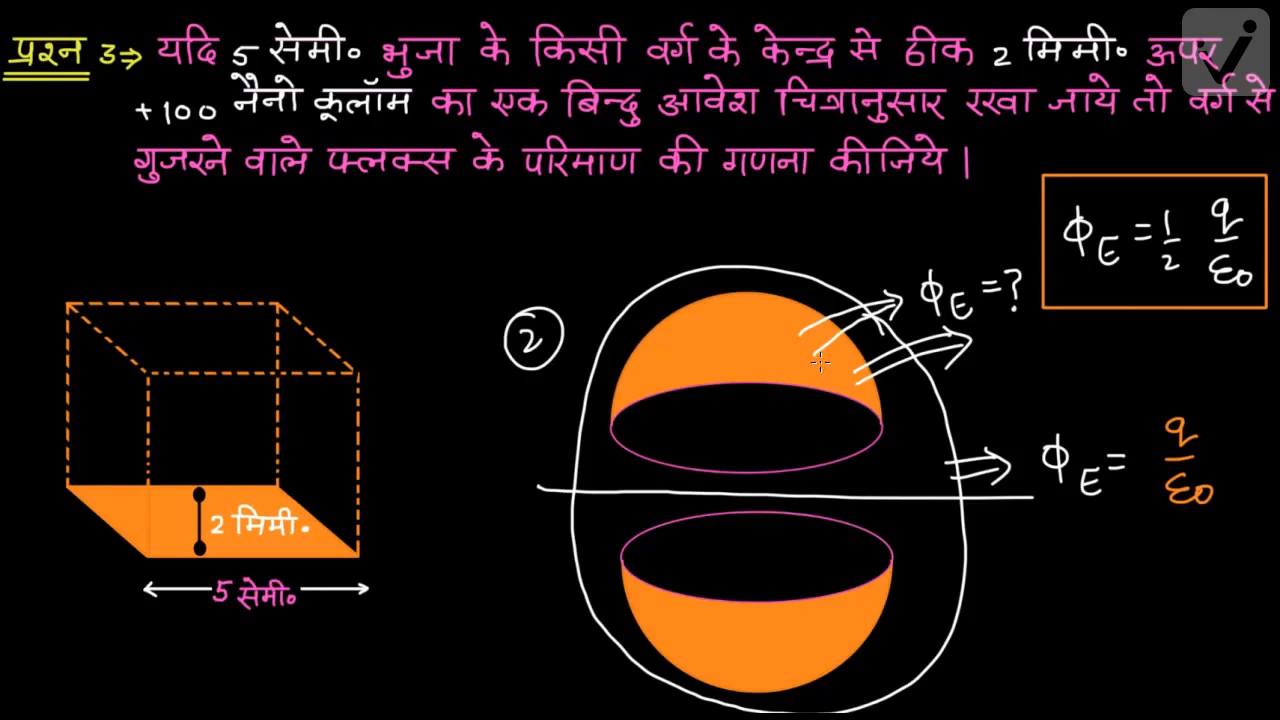 प्रश्न 3→ यदि 5 सेमी. भुजा के किसी वर्ग के केन्द्र से ठीक 2 मिमी. ऊपर
+100 नैनो कूलॉम का एक बिन्दु आवेश चित्रानुसार रखा जाये तो वर्ग से
गुजरने वाले फ्लक्स के परिमाण की गणना कीजिये।
ϕE = 1/2 q/ε0
ϕE = ?
2
ϕE = q/ε0
2 मिमी.
5 सेमी.